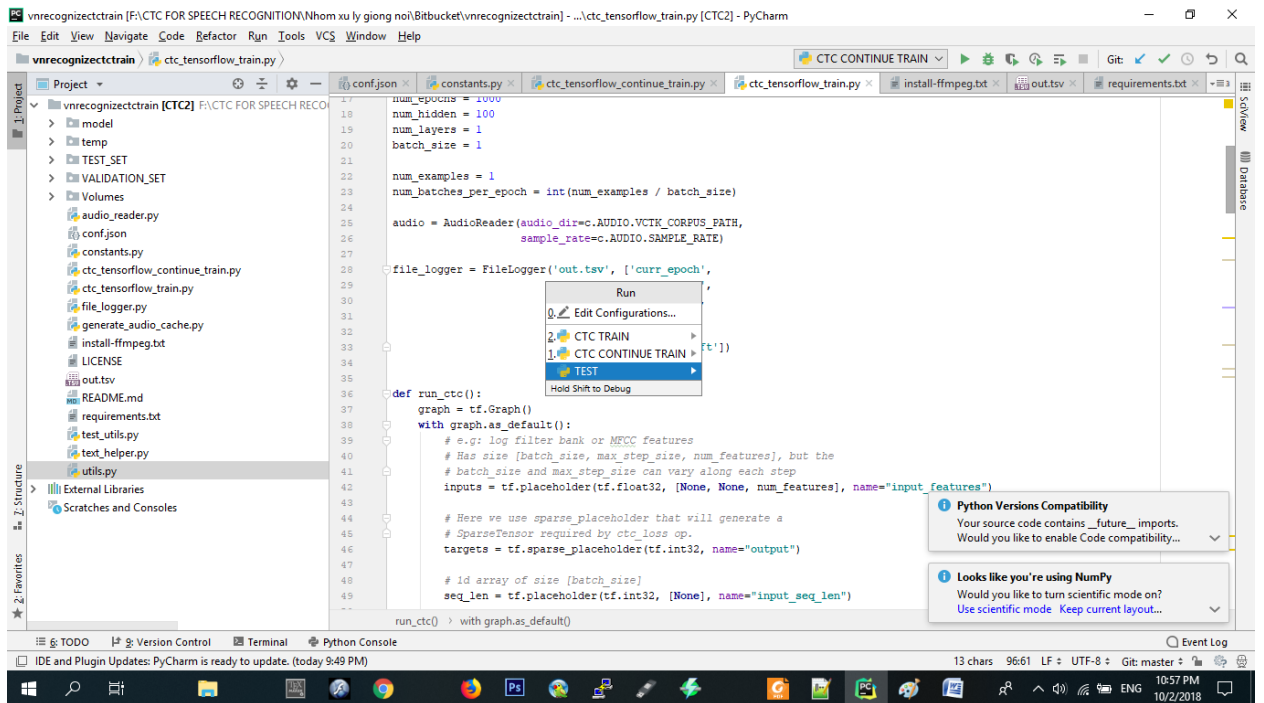 vnrecognizectctrain [F:\CTC FOR SPEECH RECOGNITION\Nhom xu ly giong noi\Bitbucket\vnrecognizectctrain] - ...\ctc_tensorflow_train.py [CTC2] - PyCharm
File Edit View Navigate Code Refactor Run Tools VCS Window Help
vnrecognizectctrain ctc_tensorflow_train.py
CTC CONTINUE TRAIN Git:
Project
conf.json constants.py ctc_tensorflow_continue_train.py ctc_tensorflow_train.py install-ffmpeg.txt out.tsv requirements.txt 3
1: Project
7: Structure
2: Favorites
vnrecognizectctrain [CTC2] F:\CTC FOR SPEECH RECO
model
temp
TEST_SET
VALIDATION_SET
Volumes
audio_reader.py
conf.json
constants.py
ctc_tensorflow_continue_train.py
ctc_tensorflow_train.py
file_logger.py
generate_audio_cache.py
install-ffmpeg.txt
LICENSE
out.tsv
README.md
requirements.txt
test_utils.py
text_helper.py
utils.py
External Libraries
Scratches and Consoles
17 num_epochs = 1000
18 num_hidden = 100
19 num_layers = 1
20 batch_size = 1
21
22 num_examples = 1
23 num_batches_per_epoch = int(num_examples / batch_size)
24
25 audio = AudioReader(audio_dir=c.AUDIO.VCTK_CORPUS_PATH,
26 sample_rate=c.AUDIO.SAMPLE_RATE)
27
28 file_logger = FileLogger('out.tsv', ['curr_epoch',
29 ',
30
31
32
33 ft'])
34
35
36 def run_ctc():
37 graph = tf.Graph()
38 with graph.as_default():
39 # e.g: log filter bank or MFCC features
40 # Has size [batch_size, max_step_size, num_features], but the
41 # batch_size and max_step_size can vary along each step
42 inputs = tf.placeholder(tf.float32, [None, None, num_features], name="input_features")
43
44 # Here we use sparse_placeholder that will generate a
45 # SparseTensor required by ctc_loss op.
46 targets = tf.sparse_placeholder(tf.int32, name="output")
47
48 # 1d array of size [batch_size]
49 seq_len = tf.placeholder(tf.int32, [None], name="input_seq_len")
run_ctc() with graph.as_default()
Run
0. Edit Configurations...
2. CTC TRAIN
1. CTC CONTINUE TRAIN
TEST
Hold Shift to Debug
SciView
Database
Python Versions Compatibility
Your source code contains __future__ imports.
Would you like to enable Code compatibility...
Looks like you're using NumPy
Would you like to turn scientific mode on?
Use scientific mode Keep current layout...
6: TODO 9: Version Control Terminal Python Console Event Log
IDE and Plugin Updates: PyCharm is ready to update. (today 9:49 PM) 13 chars 96:61 LF UTF-8 Git: master
ENG
10:57 PM
10/2/2018